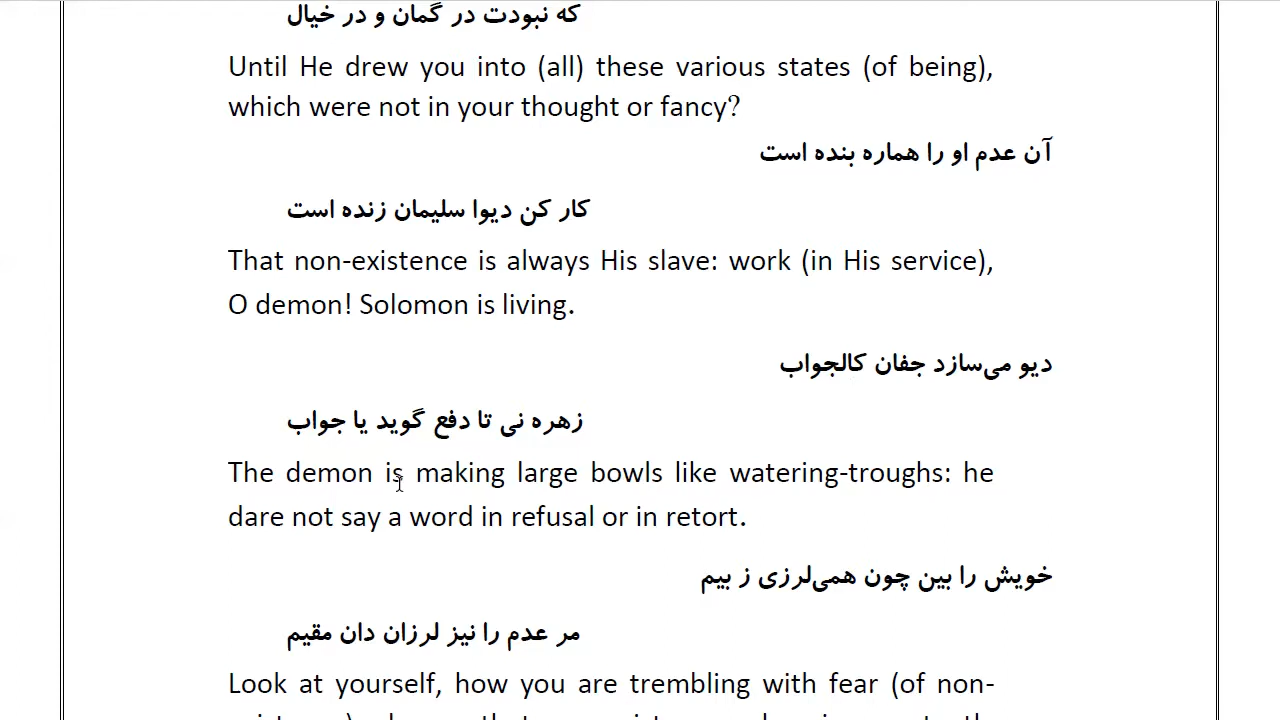 که نبودت در گمان و در خیال
Until He drew you into (all) these various states (of being),
which were not in your thought or fancy?
آن عدم او را هماره بنده است
کار کن دیوا سلیمان زنده است
That non-existence is always His slave: work (in His service),
O demon! Solomon is living.
دیو می‌سازد جفان کالجواب
زهره نی تا دفع گوید یا جواب
The demon is making large bowls like watering-troughs: he
dare not say a word in refusal or in retort.
خویش را بین چون همی‌لرزی ز بیم
مر عدم را نیز لرزان دان مقیم
Look at yourself, how you are trembling with fear (of non-